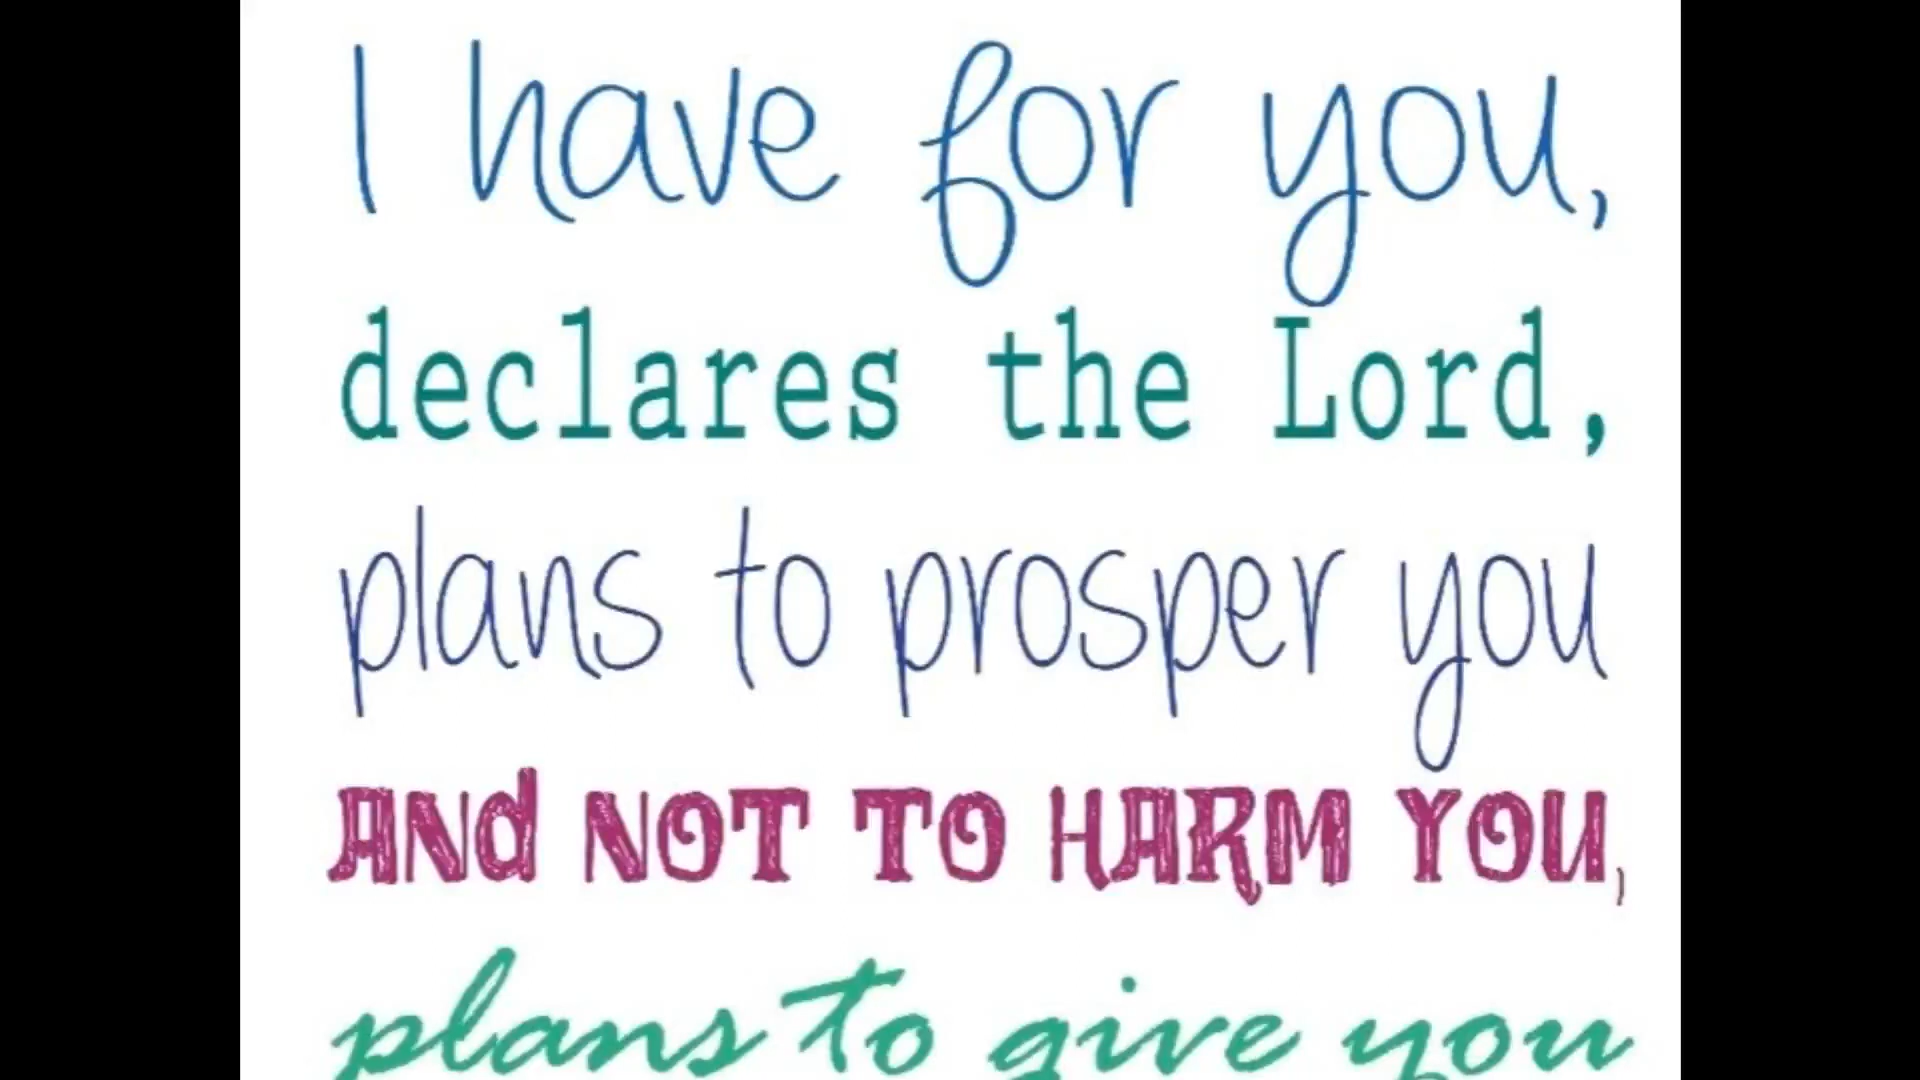 I have for you,
declares the Lord,
plans to prosper you
AND NOT TO HARM YOU,
plans to give you